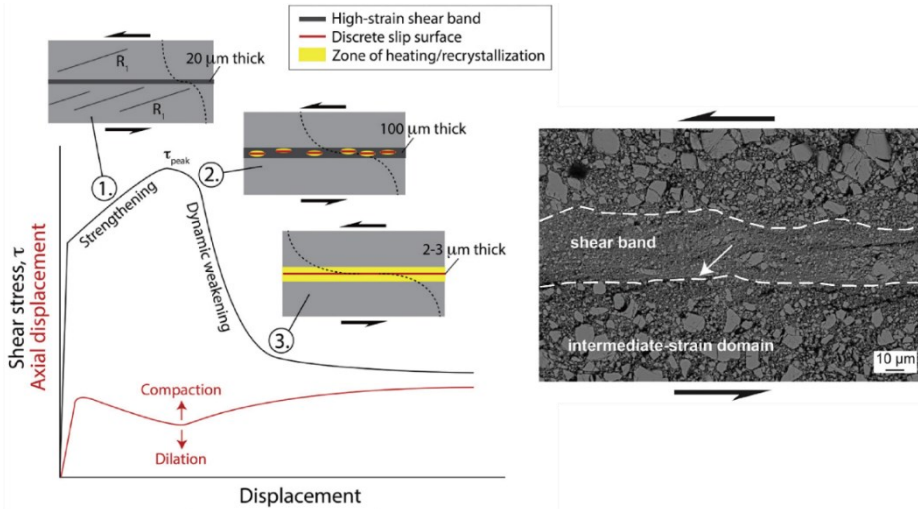 High-strain shear band
Discrete slip surface
Zone of heating/recrystallization
R₁
20 μm thick
R₁
100 μm thick
2-3
μm thick
1.
2.
3.
τpeak
Strengthening
Dynamic weakening
Shear stress, τ
Axial displacement
Compaction
Dilation
Displacement
shear band
intermediate-strain domain
10 μm